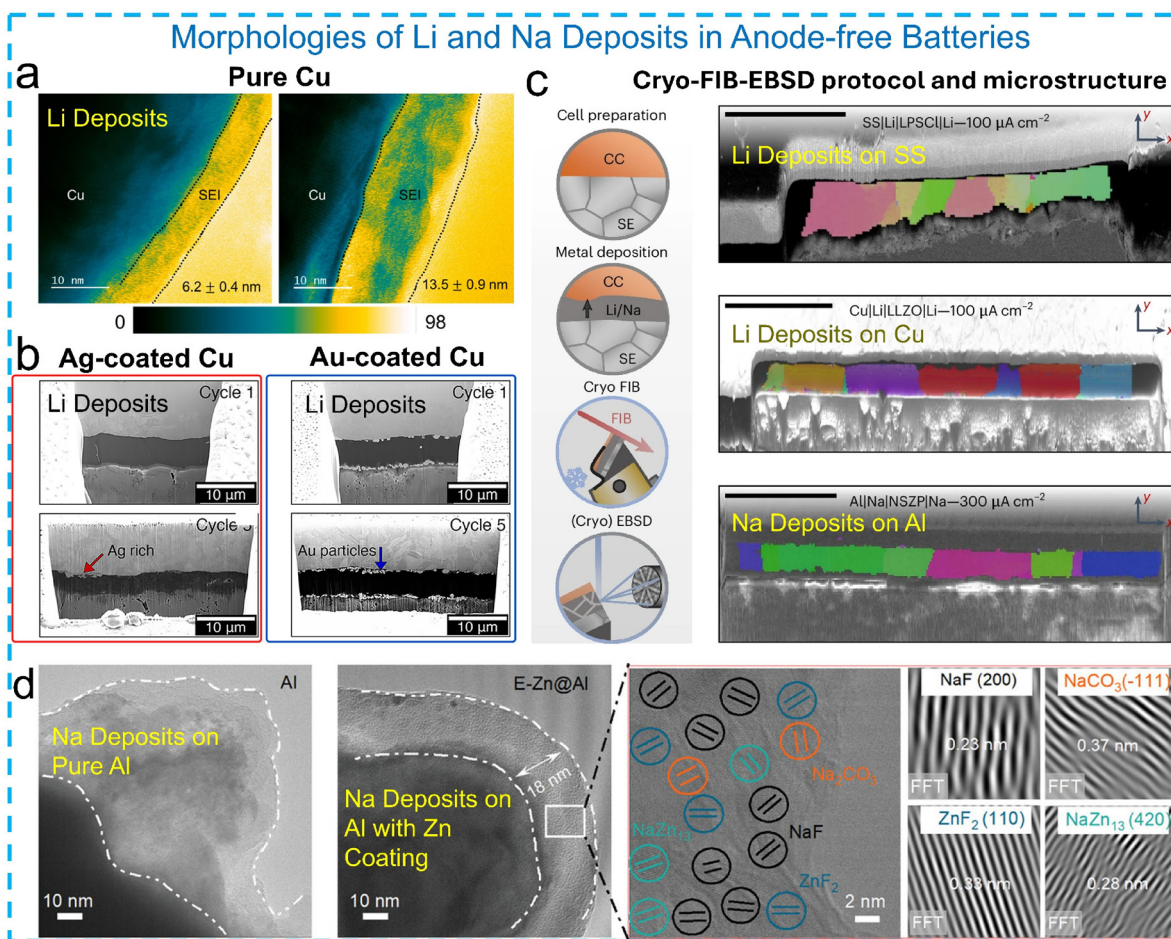 Morphologies of Li and Na Deposits in Anode-free Batteries
a
Pure Cu
Li Deposits
Cu
SEI
10 nm
6.2 ± 0.4 nm
Cu
SEI
10 nm
13.5 ± 0.9 nm
0
98
b
Ag-coated Cu
Au-coated Cu
Cycle 1
Li Deposits
10 μm
Cycle 1
Li Deposits
10 μm
Cycle
Ag rich
10 μm
Cycle 5
Au particles
10 μm
c
Cryo-FIB-EBSD protocol and microstructure
Cell preparation
CC
SE
Metal deposition
CC
Li/Na
SE
Cryo FIB
FIB
(Cryo) EBSD
SS|Li|LPSCl|Li—100 μA cm⁻²
y
x
Li Deposits on SS
Cu|Li|LLZO|Li—100 μA cm⁻²
y
x
Li Deposits on Cu
Al|Na|NSZP|Na—300 μA cm⁻²
y
x
Na Deposits on Al
d
Al
Na Deposits on
Pure Al
10 nm
E-Zn@Al
18 nm
Na Deposits on
Al with Zn
Coating
10 nm
Na₂CO₃
NaZn₁₃
NaF
ZnF₂
2 nm
NaF (200)
0.23 nm
FFT
NaCO₃(-111)
0.37 nm
FFT
ZnF₂ (110)
0.33 nm
FFT
NaZn₁₃ (420)
0.28 nm
FFT